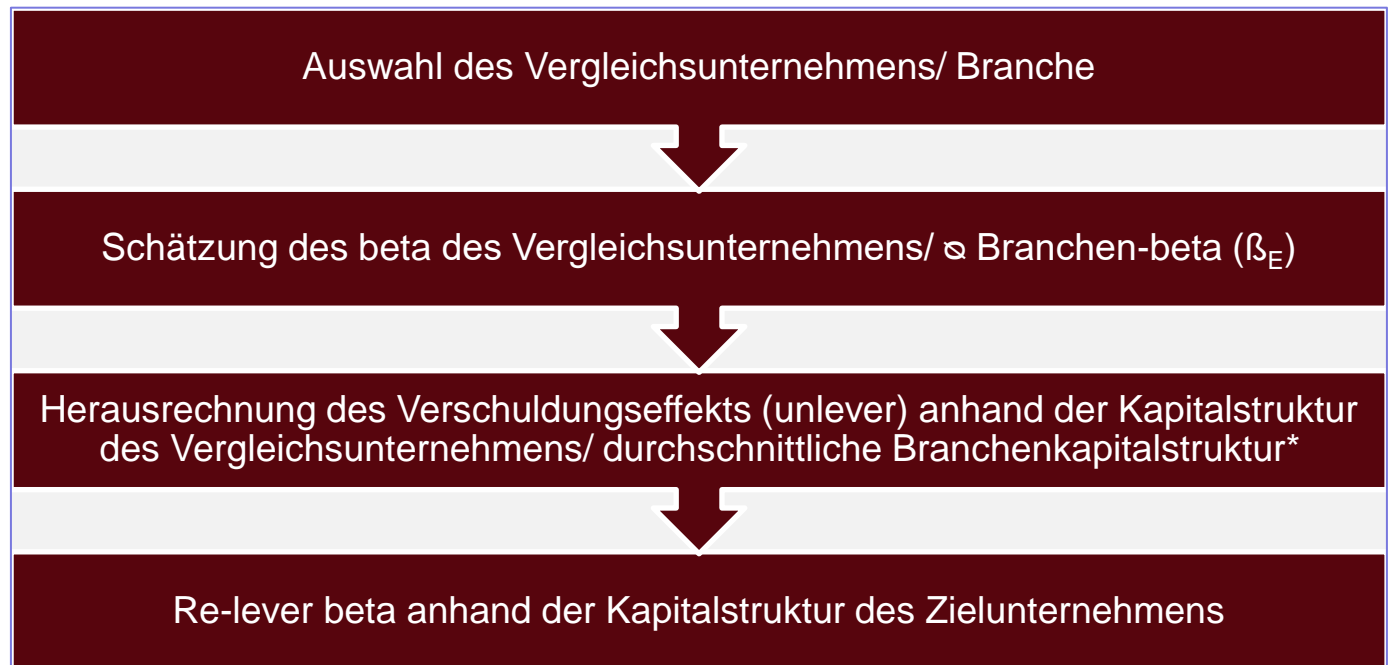 Auswahl des Vergleichsunternehmens/ Branche
Schätzung des beta des Vergleichsunternehmens/ ᴓ Branchen-beta (ß_E)
Herausrechnung des Verschuldungseffekts (unlever) anhand der Kapitalstruktur
des Vergleichsunternehmens/ durchschnittliche Branchenkapitalstruktur*
Re-lever beta anhand der Kapitalstruktur des Zielunternehmens